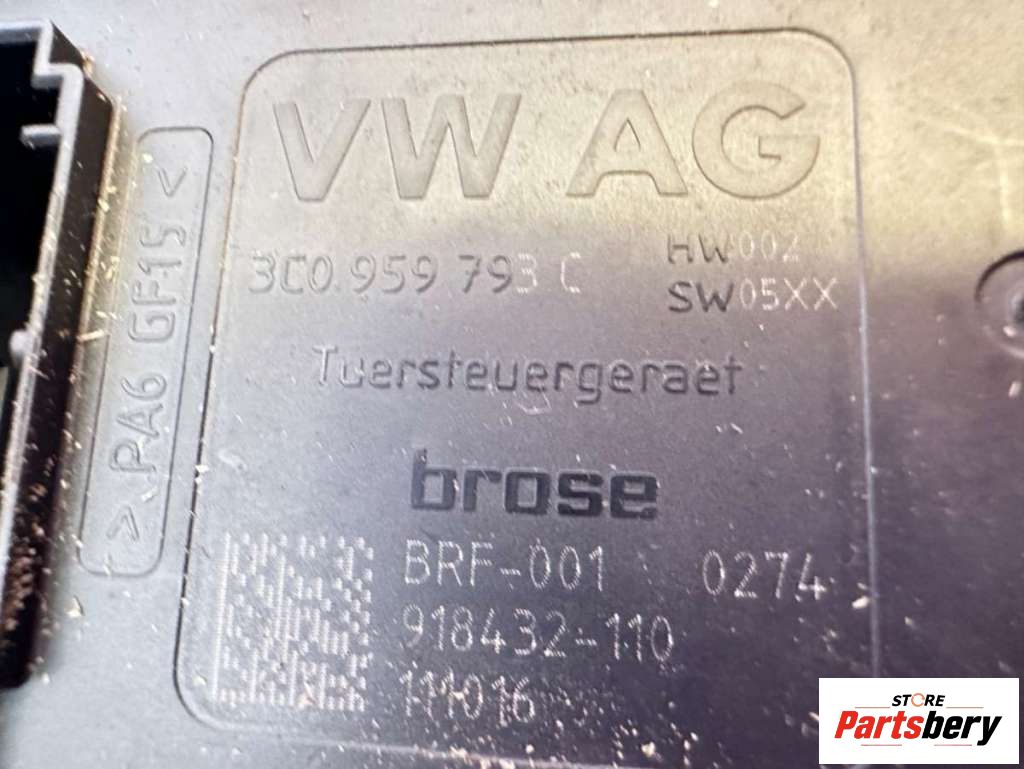 VW AG
3C0.959 793 C
HW002
SW05XX
Tuersteuergeraet
brose
BRF-001 0274
918432-110
111016
>PA6 GF15<
STORE
Partsbery